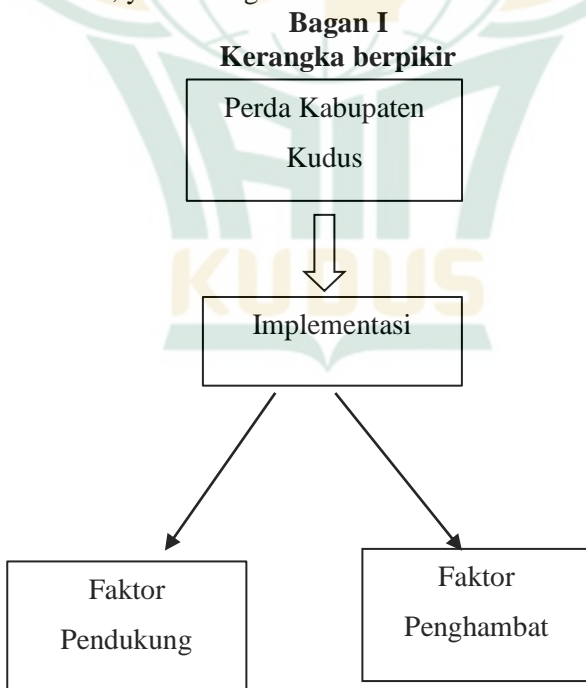 Bagan I
Kerangka berpikir
Perda Kabupaten
Kudus
KUDUS
Implementasi
Faktor
Pendukung
Faktor
Penghambat